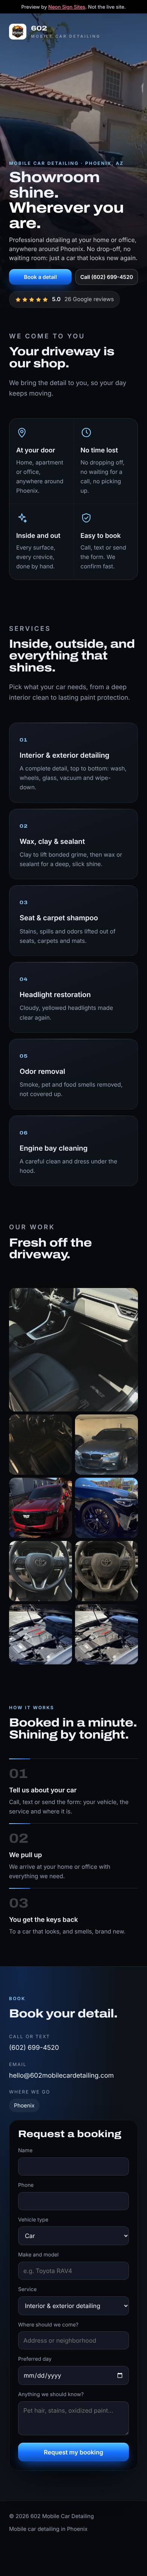 Preview by Neon Sign Sites. Not the live site.
602
MOBILE CAR DETAILING
MOBILE CAR DETAILING · PHOENIX, AZ
Showroom
shine.
Wherever you
are.
Professional detailing at your home or office,
anywhere around Phoenix. No drop-off, no
waiting room: just a car that looks new again.
Book a detail
Call (602) 699-4520
★★★★★ 5.0 26 Google reviews
WE COME TO YOU
Your driveway is
our shop.
We bring the detail to you, so your day
keeps moving.
At your door
Home, apartment
or office,
anywhere around
Phoenix.
No time lost
No dropping off,
no waiting for a
call, no picking
up.
Inside and out
Every surface,
every crevice,
done by hand.
Easy to book
Call, text or send
the form. We
confirm fast.
SERVICES
Inside, outside, and
everything that
shines.
Pick what your car needs, from a deep
interior clean to lasting paint protection.
01
Interior & exterior detailing
A complete detail, top to bottom: wash,
wheels, glass, vacuum and wipe-
down.
02
Wax, clay & sealant
Clay to lift bonded grime, then wax or
sealant for a deep, slick shine.
03
Seat & carpet shampoo
Stains, spills and odors lifted out of
seats, carpets and mats.
04
Headlight restoration
Cloudy, yellowed headlights made
clear again.
05
Odor removal
Smoke, pet and food smells removed,
not covered up.
06
Engine bay cleaning
A careful clean and dress under the
hood.
OUR WORK
Fresh off the
driveway.
HOW IT WORKS
Booked in a minute.
Shining by tonight.
01
Tell us about your car
Call, text or send the form: your vehicle, the
service and where it is.
02
We pull up
We arrive at your home or office with
everything we need.
03
You get the keys back
To a car that looks, and smells, brand new.
BOOK
Book your detail.
CALL OR TEXT
(602) 699-4520
EMAIL
hello@602mobilecardetailing.com
WHERE WE GO
Phoenix
Request a booking
Name
Phone
Vehicle type
Car
Make and model
e.g. Toyota RAV4
Service
Interior & exterior detailing
Where should we come?
Address or neighborhood
Preferred day
mm/dd/yyyy
Anything we should know?
Pet hair, stains, oxidized paint...
Request my booking
© 2026 602 Mobile Car Detailing
Mobile car detailing in Phoenix